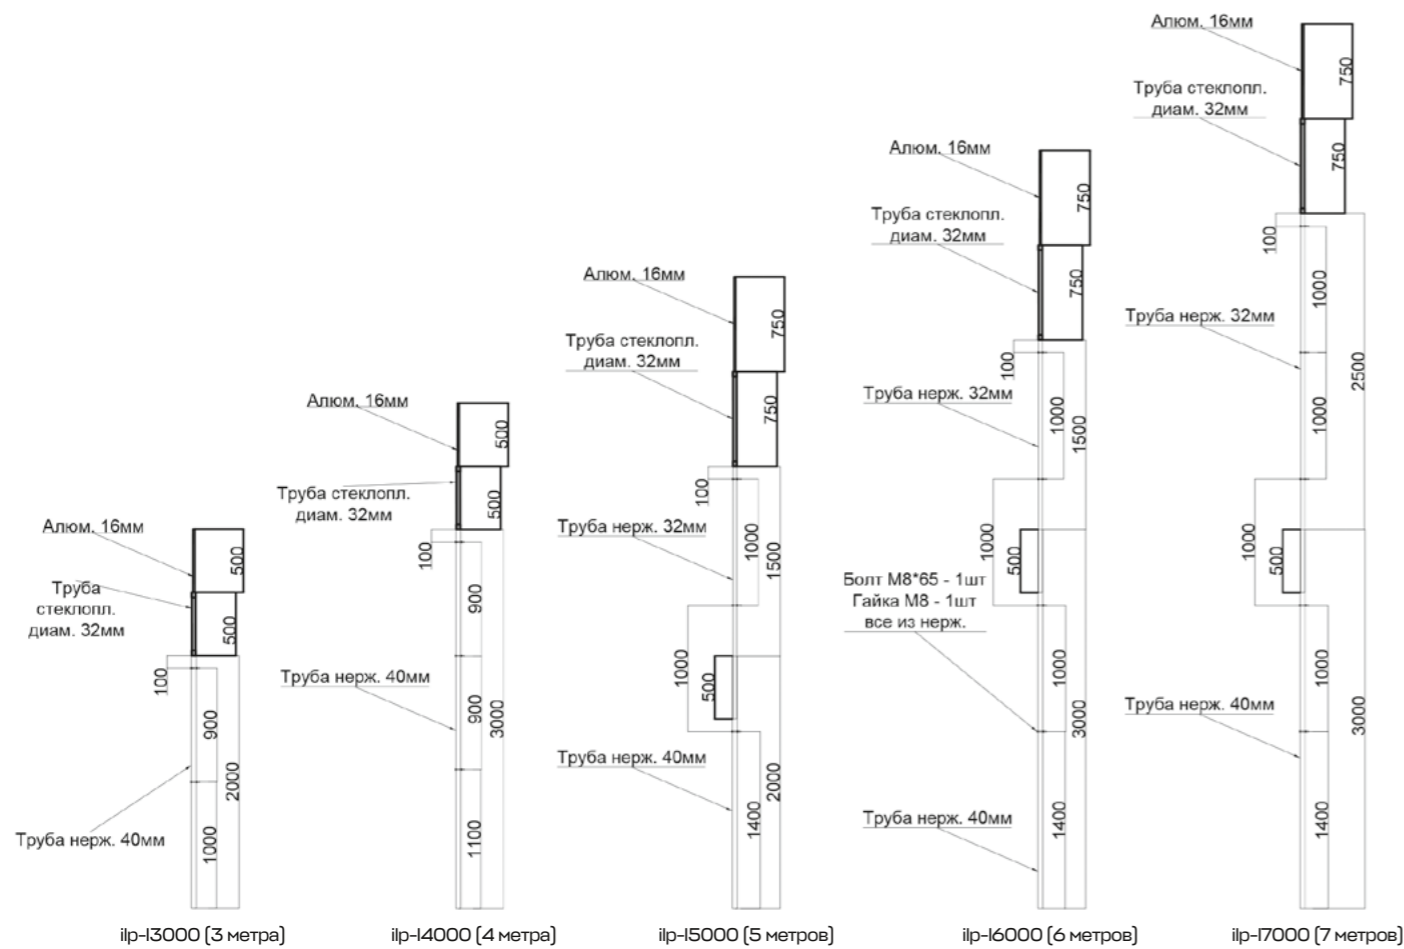 Алюм. 16мм
Труба
стеклопл.
диам. 32мм
500
500
100
900
2000
1000
Труба нерж. 40мм
ilp-l3000 (3 метра)
Алюм. 16мм
Труба стеклопл.
диам. 32мм
500
500
100
900
900
3000
1100
Труба нерж. 40мм
ilp-l4000 (4 метра)
Алюм. 16мм
Труба стеклопл.
диам. 32мм
750
750
100
Труба нерж. 32мм
1000
1500
1000
500
Труба нерж. 40мм
2000
1400
ilp-l5000 (5 метров)
Алюм. 16мм
Труба стеклопл.
диам. 32мм
750
750
100
Труба нерж. 32мм
1000
1500
1000
500
Болт М8*65 - 1шт
Гайка М8 - 1шт
все из нерж.
1000
3000
Труба нерж. 40мм
1400
ilp-l6000 (6 метров)
Алюм. 16мм
Труба стеклопл.
диам. 32мм
750
750
100
1000
Труба нерж. 32мм
2500
1000
1000
500
1000
Труба нерж. 40мм
3000
1400
ilp-l7000 (7 метров)